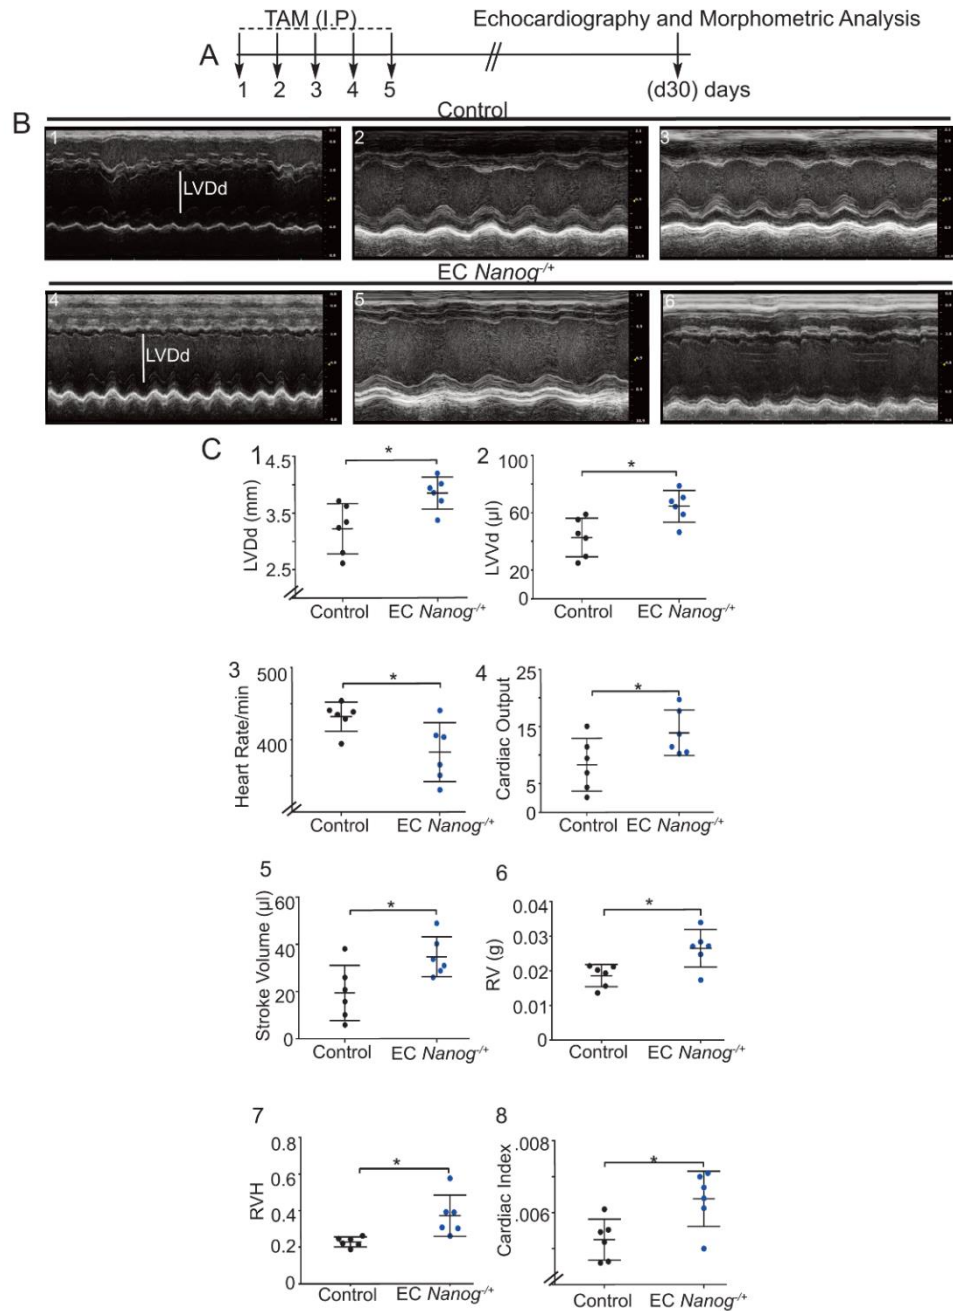 TAM (I.P)
Echocardiography and Morphometric Analysis
A
1 2 3 4 5
(d30) days
Control
B
1 2 3
LVDd
EC Nanog-/+
4 5 6
LVDd
C
1
4.5
3.5
2.5
LVDd (mm)
*
Control EC Nanog-/+
2
100
60
20
0
LVVd (μl)
*
Control EC Nanog-/+
3
500
400
Heart Rate/min
*
Control EC Nanog-/+
4
25
15
5
0
Cardiac Output
*
Control EC Nanog-/+
5
60
40
20
0
Stroke Volume (μl)
*
Control EC Nanog-/+
6
0.04
0.03
0.02
0.01
0
RV (g)
*
Control EC Nanog-/+
7
0.8
0.6
0.4
0.2
0
RVH
*
Control EC Nanog-/+
8
.008
.006
Cardiac Index
*
Control EC Nanog-/+